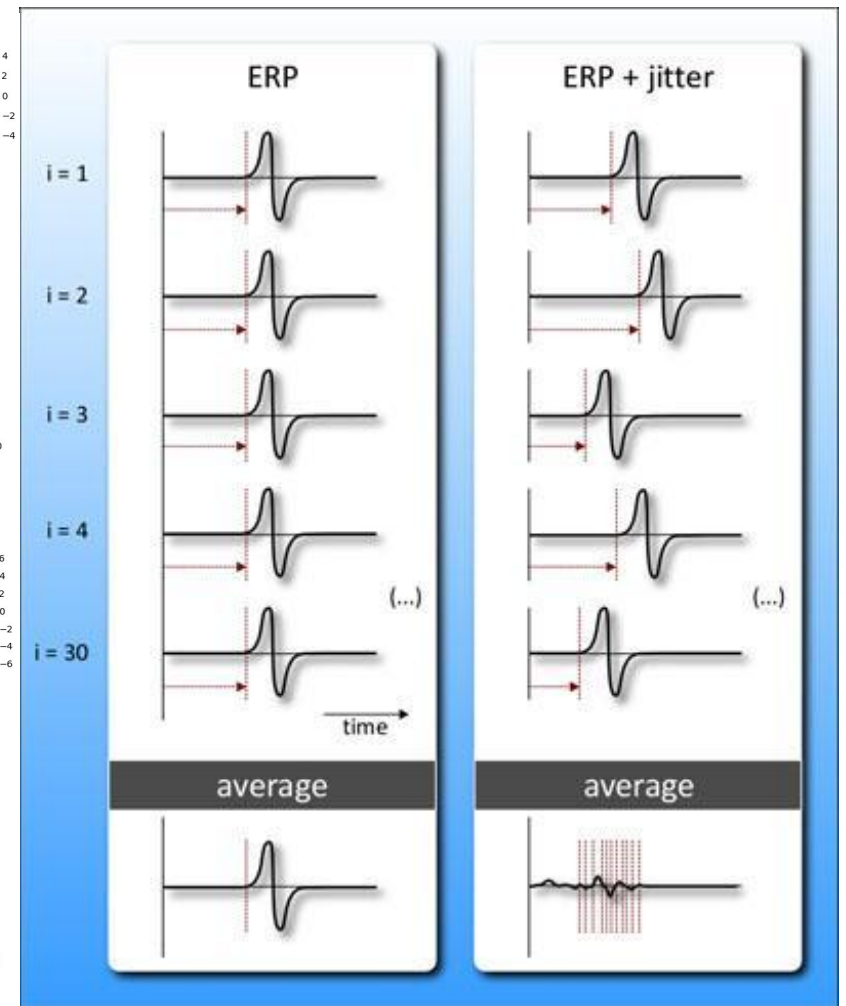 ERP
ERP + jitter
4
2
0
−2
−4
i = 1
i = 2
i = 3
0
i = 4
6
4
2
0
−2
−4
−6
(...)
(...)
i = 30
time
average
average